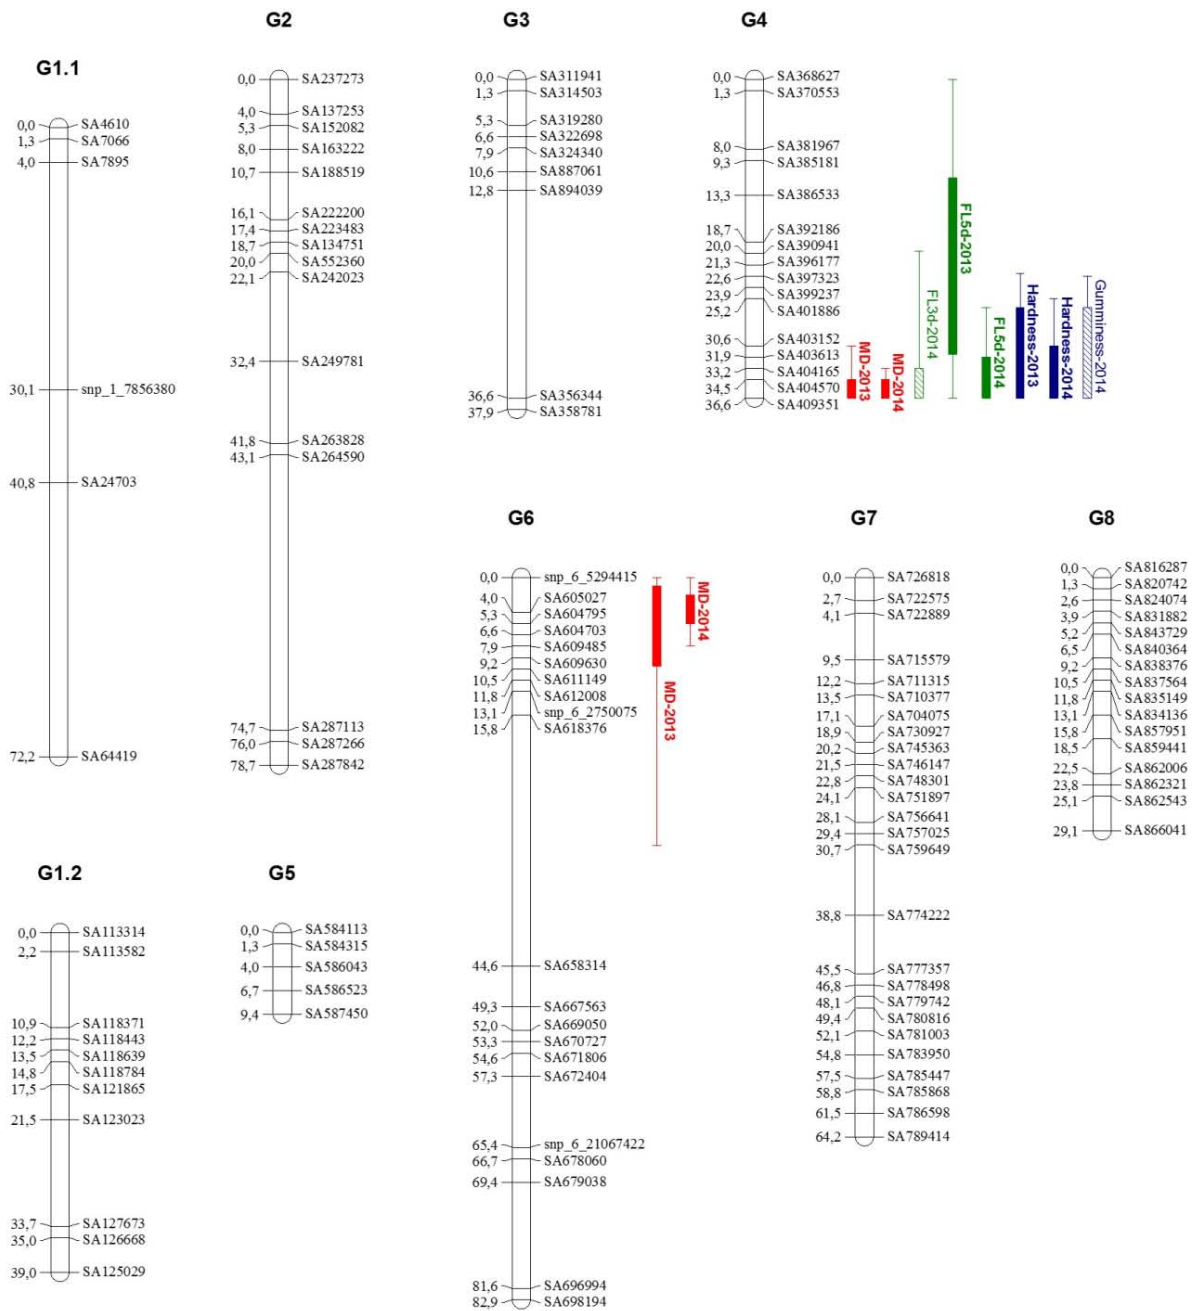 G1.1
0,0 SA4610
1,3 SA7066
4,0 SA7895
30,1 snp_1_7856380
40,8 SA24703
72,2 SA64419
G2
0,0 SA237273
4,0 SA137253
5,3 SA152082
8,0 SA163222
10,7 SA188519
16,1 SA222200
17,4 SA223483
18,7 SA134751
20,0 SA552360
22,1 SA242023
32,4 SA249781
41,8 SA263828
43,1 SA264590
74,7 SA287113
76,0 SA287266
78,7 SA287842
G3
0,0 SA311941
1,3 SA314503
5,3 SA319280
6,6 SA322698
7,9 SA324340
10,6 SA887061
12,8 SA894039
36,6 SA356344
37,9 SA358781
G4
0,0 SA368627
1,3 SA370553
8,0 SA381967
9,3 SA385181
13,3 SA386533
18,7 SA392186
20,0 SA390941
21,3 SA396177
22,6 SA397323
23,9 SA399237
25,2 SA401886
30,6 SA403152
31,9 SA403613
33,2 SA404165
34,5 SA404570
36,6 SA409351
MD-2013
MD-2014
FL3d-2014
FL5d-2013
FL5d-2014
Hardness-2013
Hardness-2014
Gumminess-2014
G1.2
0,0 SA113314
2,2 SA113582
10,9 SA118371
12,2 SA118443
13,5 SA118639
14,8 SA118784
17,5 SA121865
21,5 SA123023
33,7 SA127673
35,0 SA126668
39,0 SA125029
G5
0,0 SA584113
1,3 SA584315
4,0 SA586043
6,7 SA586523
9,4 SA587450
G6
0,0 snp_6_5294415
4,0 SA605027
5,3 SA604795
6,6 SA604703
7,9 SA609485
9,2 SA609630
10,5 SA611149
11,8 SA612008
13,1 snp_6_2750075
15,8 SA618376
44,6 SA658314
49,3 SA667563
52,0 SA669050
53,3 SA670727
54,6 SA671806
57,3 SA672404
65,4 snp_6_21067422
66,7 SA678060
69,4 SA679038
81,6 SA696994
82,9 SA698194
MD-2013
MD-2014
G7
0,0 SA726818
2,7 SA722575
4,1 SA722889
9,5 SA715579
12,2 SA711315
13,5 SA710377
17,1 SA704075
18,9 SA730927
20,2 SA745363
21,5 SA746147
22,8 SA748301
24,1 SA751897
28,1 SA756641
29,4 SA757025
30,7 SA759649
38,8 SA774222
45,5 SA777357
46,8 SA778498
48,1 SA779742
49,4 SA780816
52,1 SA781003
54,8 SA783950
57,5 SA785447
58,8 SA785868
61,5 SA786598
64,2 SA789414
G8
0,0 SA816287
1,3 SA820742
2,6 SA824074
3,9 SA831882
5,2 SA843729
6,5 SA840364
9,2 SA838376
10,5 SA837564
11,8 SA835149
13,1 SA834136
15,8 SA857951
18,5 SA859441
22,5 SA862006
23,8 SA862321
25,1 SA862543
29,1 SA866041